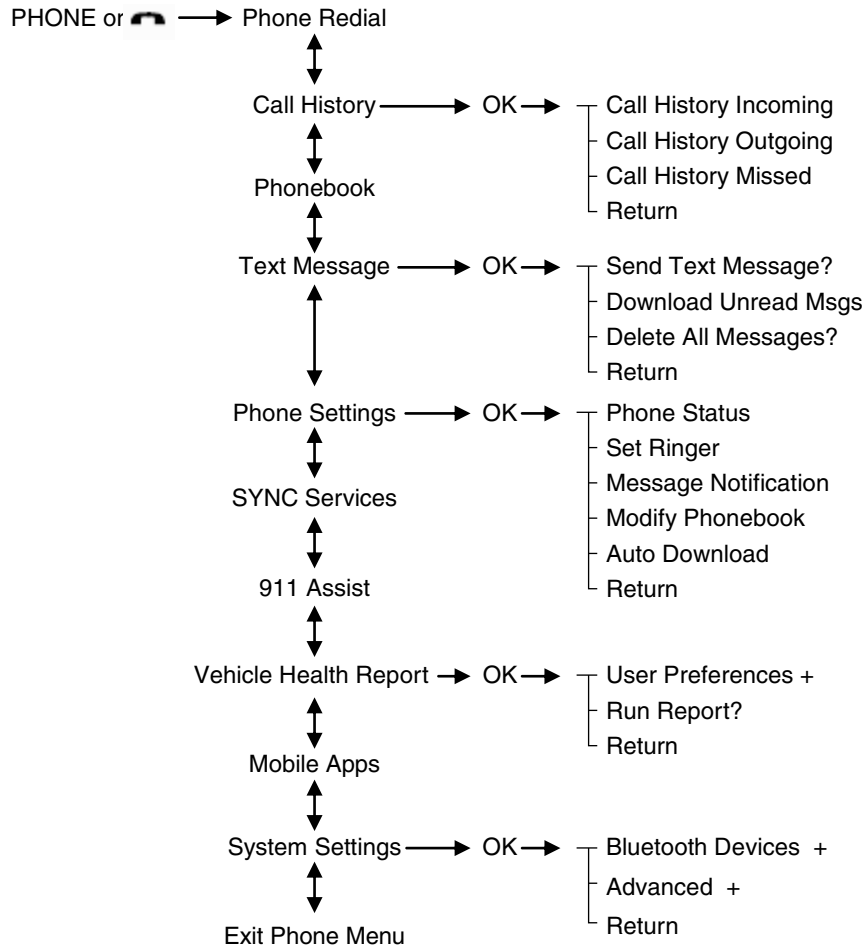 PHONE or → Phone Redial
Call History → OK → Call History Incoming
Call History Outgoing
Call History Missed
Phonebook
Return
Text Message → OK → Send Text Message?
Download Unread Msgs
Delete All Messages?
Return
Phone Settings → OK → Phone Status
Set Ringer
Message Notification
SYNC Services
Modify Phonebook
Auto Download
911 Assist
Return
Vehicle Health Report → OK → User Preferences +
Run Report?
Return
Mobile Apps
System Settings → OK → Bluetooth Devices +
Advanced +
Return
Exit Phone Menu